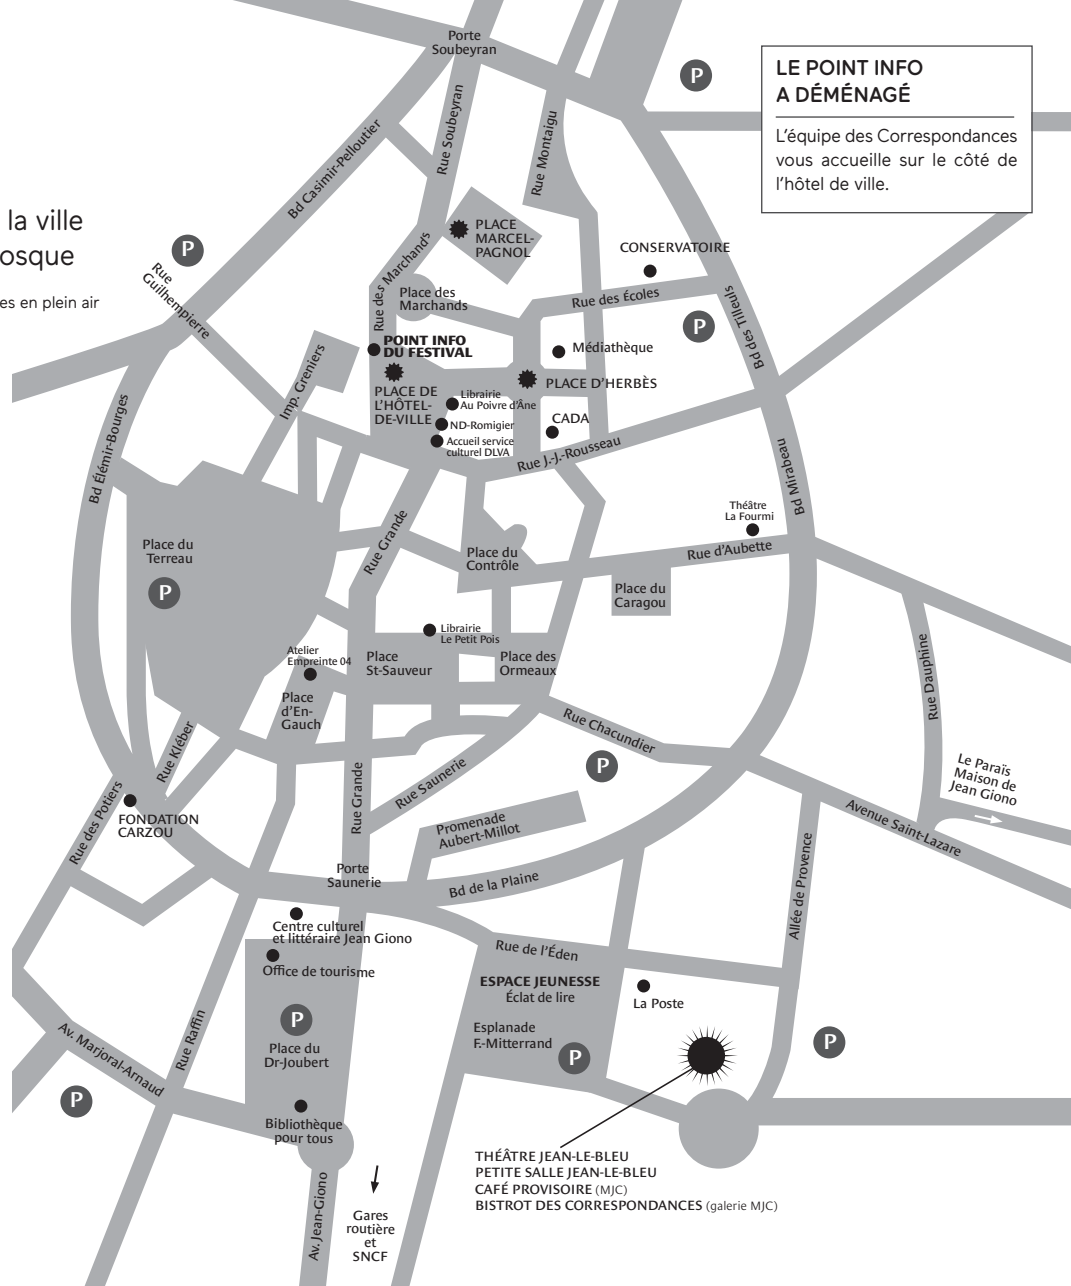 Porte
Soubeyran
P
LE POINT INFO
A DÉMÉNAGÉ
L'équipe des Correspondances
vous accueille sur le côté de
l'hôtel de ville.
Rue Soubeyran
Rue Montaigu
Bd Casimir-Pelloutier
la ville
osque
es en plein air
P
Rue
Guilhempierre
PLACE
MARCEL-
PAGNOL
CONSERVATOIRE
Rue des Marchands
Place des
Marchands
Rue des Écoles
Bd des Tilleuls
P
POINT INFO
DU FESTIVAL
Médiathèque
Imp. Greniers
PLACE DE
L'HÔTEL-
DE-VILLE
PLACE D'HERBÈS
Librairie
Au Poivre d'Âne
ND-Romigier
CADA
Accueil service
culturel DLVA
Rue J.-J.-Rousseau
Bd Élémir-Bourges
Bd Mirabeau
Théâtre
La Fourmi
Place du
Terreau
P
Rue Grande
Place du
Contrôle
Rue d'Aubette
Place du
Caragou
Librairie
Le Petit Pois
Atelier
Empreinte 04
Place
St-Sauveur
Place des
Ormeaux
Rue Dauphine
Place
d'En-
Gauch
Rue Chacundier
Rue Kléber
P
Le Paraïs
Maison de
Jean Giono
Rue Saunerie
Rue Grande
Rue des Potiers
FONDATION
CARZOU
Promenade
Aubert-Millot
Avenue Saint-Lazare
Allée de Provence
Porte
Saunerie
Bd de la Plaine
Centre culturel
et littéraire Jean Giono
Office de tourisme
Rue de l'Éden
ESPACE JEUNESSE
Éclat de lire
La Poste
P
Place du
Dr-Joubert
Esplanade
F.-Mitterrand
P
P
Rue Raffin
Av. Marjoral-Arnaud
P
Bibliothèque
pour tous
THÉÂTRE JEAN-LE-BLEU
PETITE SALLE JEAN-LE-BLEU
CAFÉ PROVISOIRE (MJC)
BISTROT DES CORRESPONDANCES (galerie MJC)
Av. Jean-Giono
Gares
routière
et
SNCF